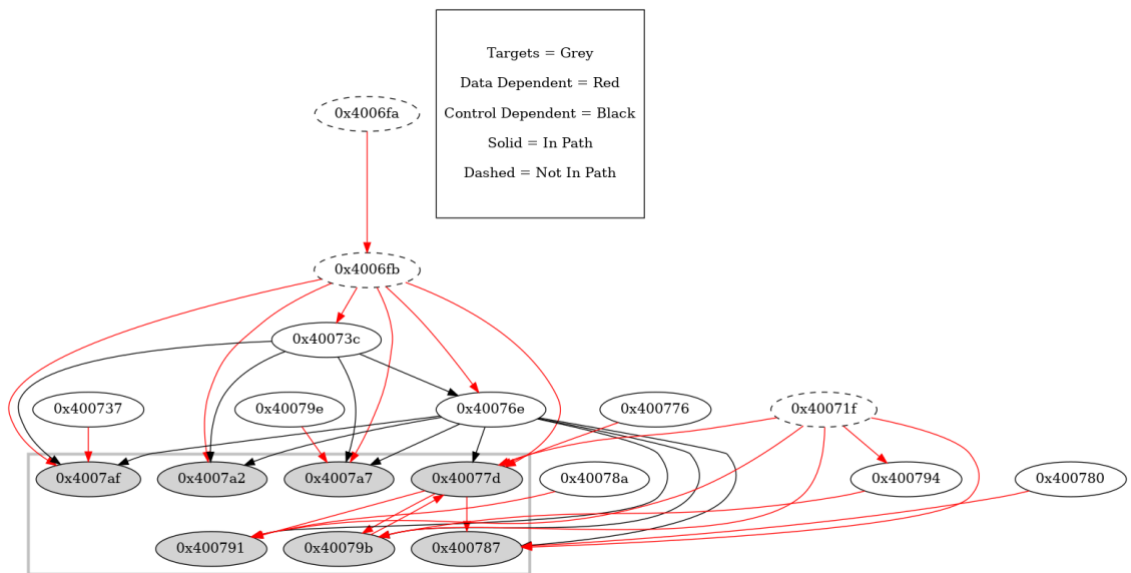 Targets = Grey
Data Dependent = Red
0x4006fa
Control Dependent = Black
Solid = In Path
Dashed = Not In Path
0x4006fb
0x40073c
0x400737
0x40079e
0x40076e
0x400776
0x40071f
0x4007af
0x4007a2
0x4007a7
0x40077d
0x40078a
0x400794
0x400780
0x400791
0x40079b
0x400787